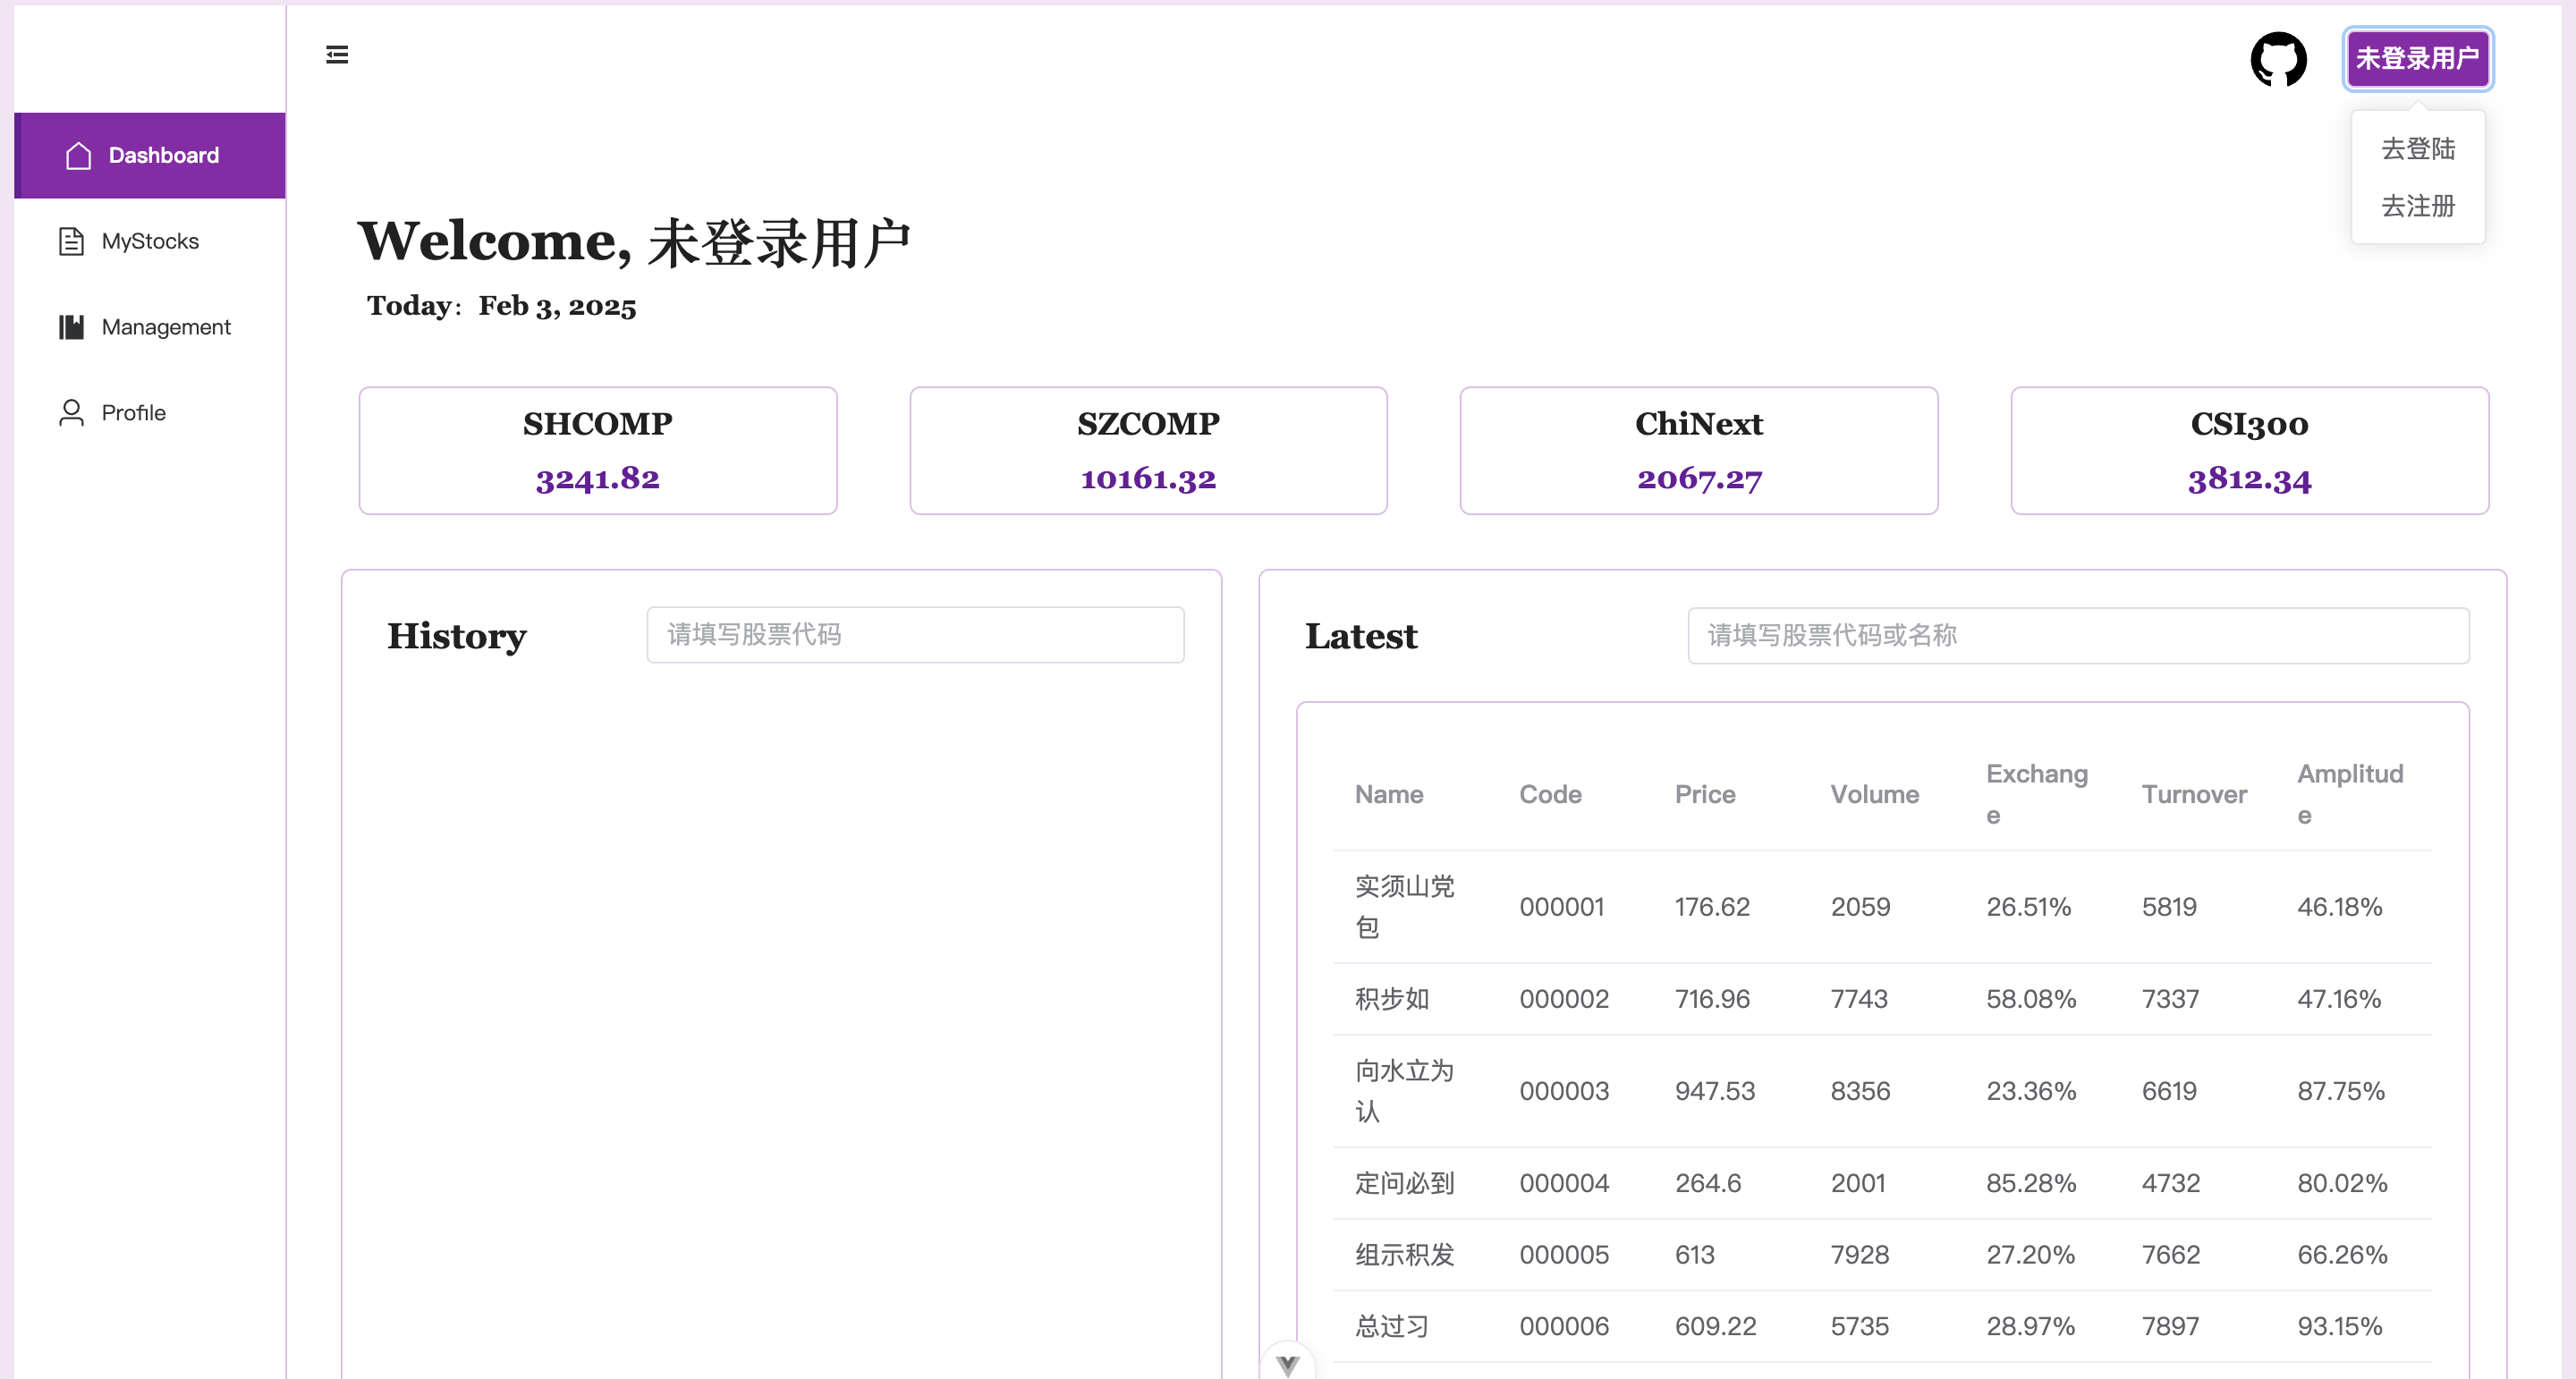 未登录用户
去登陆
去注册
Dashboard
MyStocks
Management
Profile
Welcome, 未登录用户
Today：Feb 3, 2025
SHCOMP
3241.82
SZCOMP
10161.32
ChiNext
2067.27
CSI300
3812.34
History
请填写股票代码
Latest
请填写股票代码或名称
Name Code Price Volume Exchang Turnover Amplitud
e e
实须山党 000001 176.62 2059 26.51% 5819 46.18%
包
积步如 000002 716.96 7743 58.08% 7337 47.16%
向水立为 000003 947.53 8356 23.36% 6619 87.75%
认
定问必到 000004 264.6 2001 85.28% 4732 80.02%
组示积发 000005 613 7928 27.20% 7662 66.26%
总过习 000006 609.22 5735 28.97% 7897 93.15%